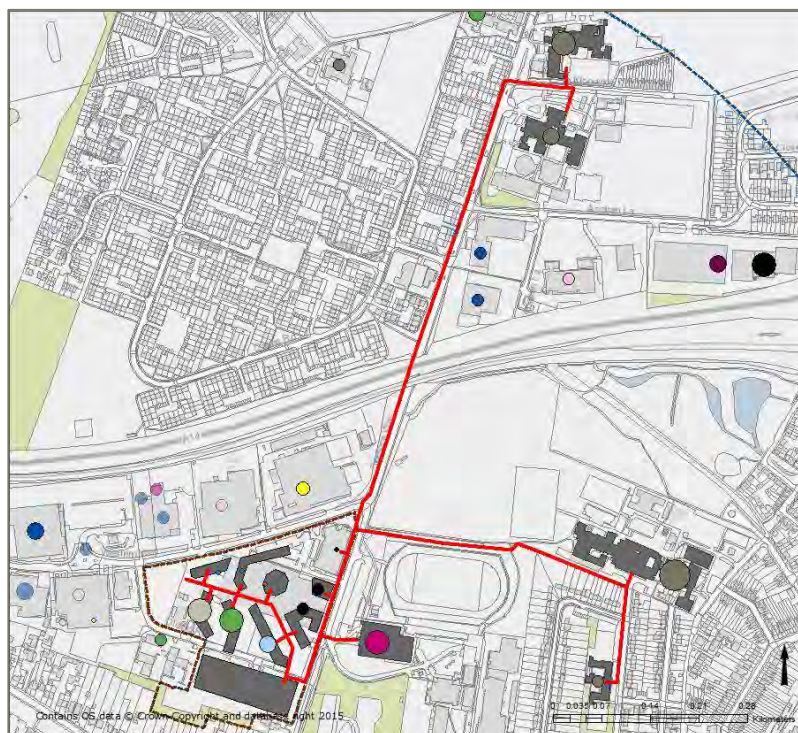 A14
Contains OS data © Crown Copyright and database right 2015
0 0.035 0.07 0.14 0.21 0.28
Kilometers